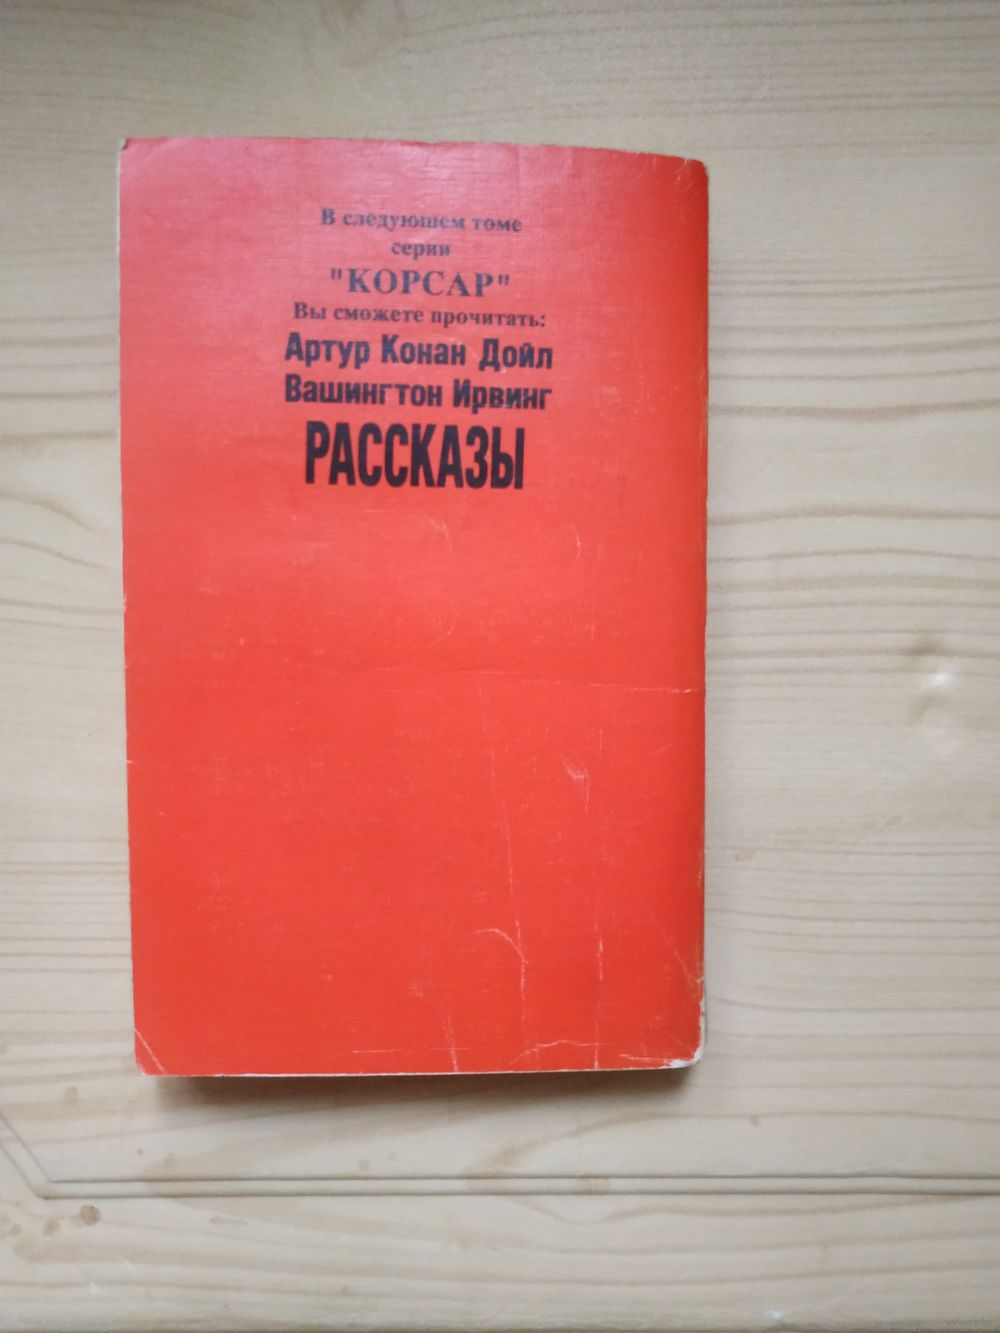 В следующем томе
серии
"КОРСАР"
Вы сможете прочитать:
Артур Конан Дойл
Вашингтон Ирвинг
РАССКАЗЫ